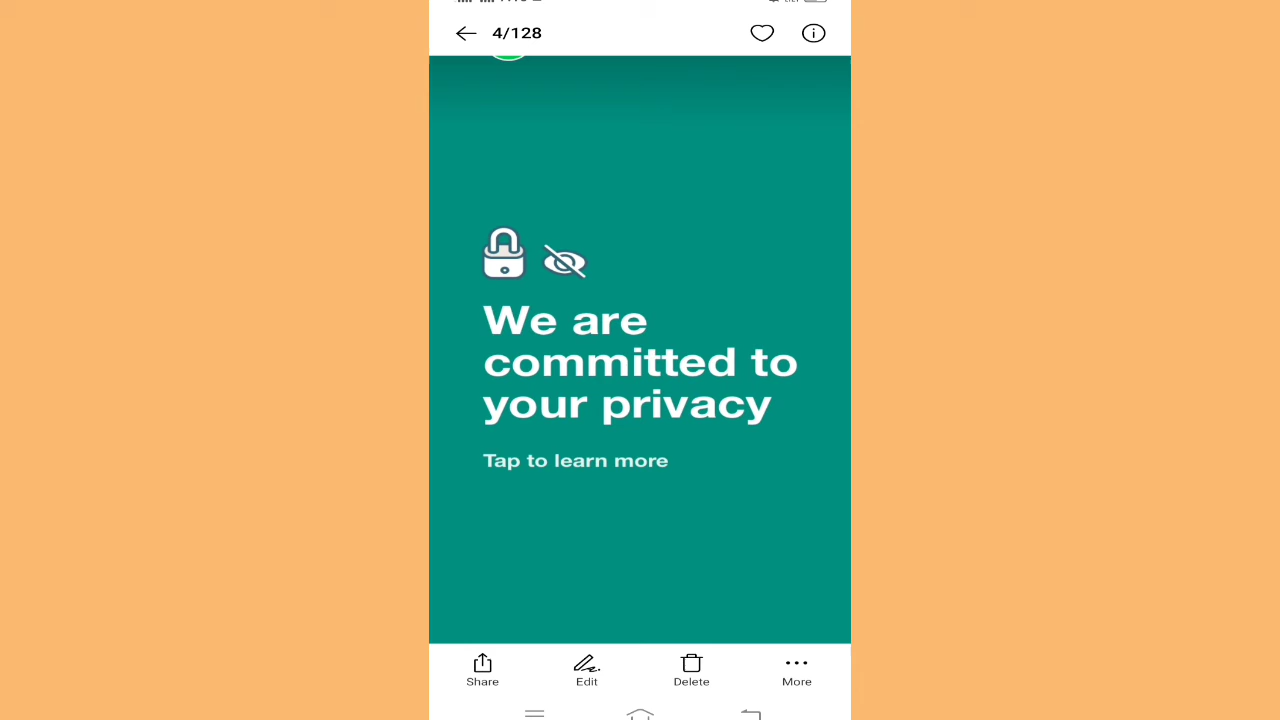 4/128
We are
committed to
your privacy
Tap to learn more
Share Edit Delete More